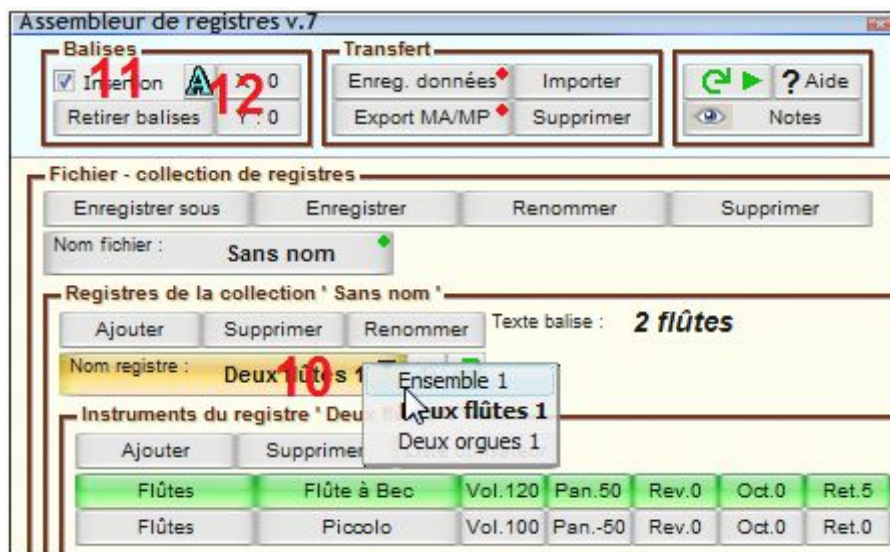 Assembleur de registres v.7
Balises
Transfert
11 Insertion A 12 X : 0
Enreg. données Importer
? Aide
Retirer balises Y : 0
Export MA/MP Supprimer
Notes
Fichier - collection de registres
Enregistrer sous Enregistrer Renommer Supprimer
Nom fichier : Sans nom
Registres de la collection ' Sans nom '
Ajouter Supprimer Renommer Texte balise : 2 flûtes
Nom registre : Deux flûtes 1 10
Ensemble 1
Deux flûtes 1
Deux orgues 1
Instruments du registre ' Deu
Ajouter Supprimer
Flûtes Flûte à Bec Vol.120 Pan.50 Rev.0 Oct.0 Ret.5
Flûtes Piccolo Vol.100 Pan.-50 Rev.0 Oct.0 Ret.0